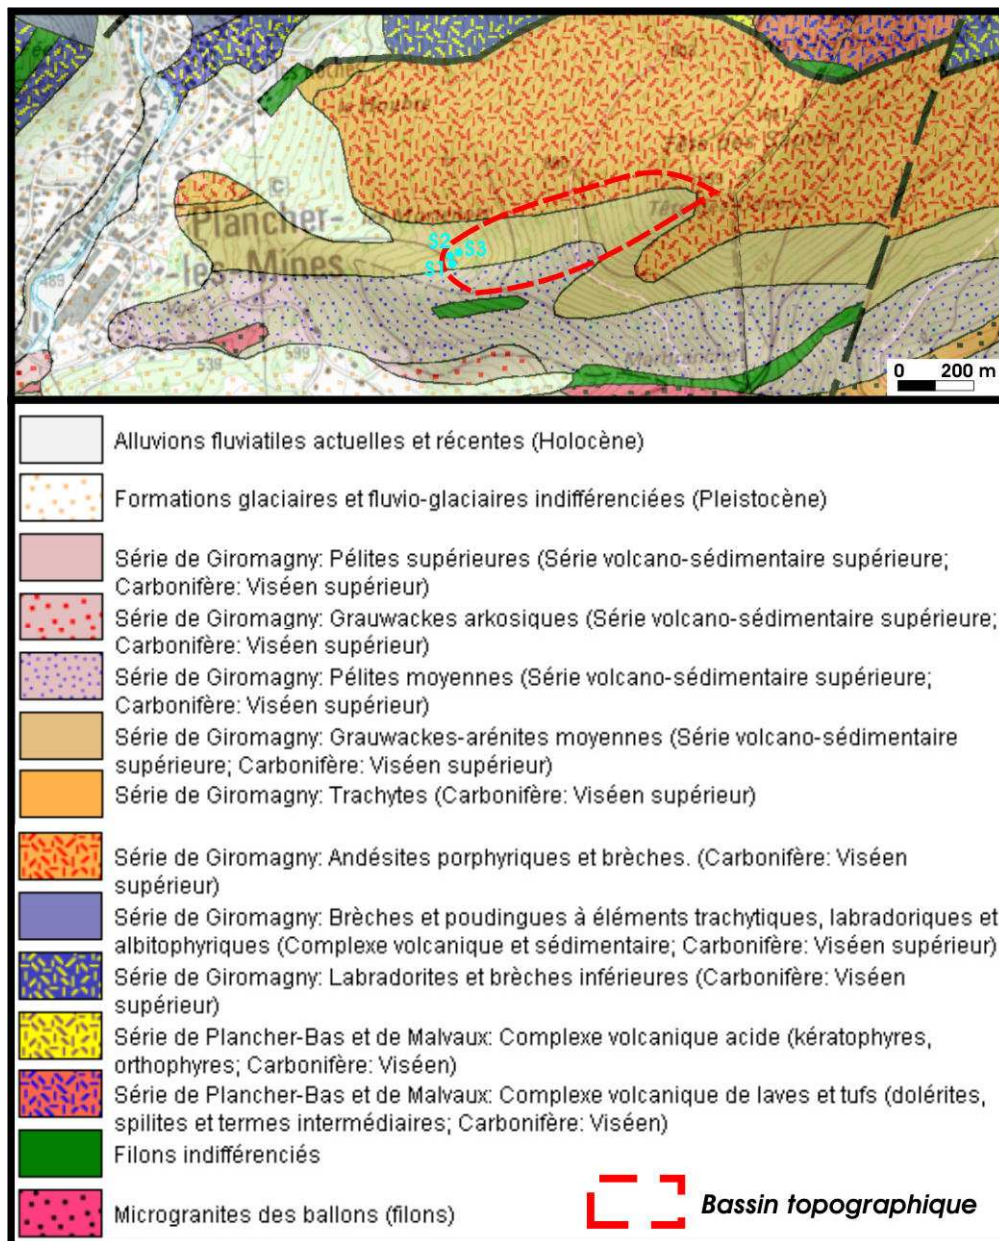 Plancher-
-les Mines
S2
S3
S1
489
539
599
0 200 m
Alluvions fluviatiles actuelles et récentes (Holocène)
Formations glaciaires et fluvio-glaciaires indifférenciées (Pleistocène)
Série de Giromagny: Pélites supérieures (Série volcano-sédimentaire supérieure;
Carbonifère: Viséen supérieur)
Série de Giromagny: Grauwackes arkosiques (Série volcano-sédimentaire supérieure;
Carbonifère: Viséen supérieur)
Série de Giromagny: Pélites moyennes (Série volcano-sédimentaire supérieure;
Carbonifère: Viséen supérieur)
Série de Giromagny: Grauwackes-arénites moyennes (Série volcano-sédimentaire
supérieure; Carbonifère: Viséen supérieur)
Série de Giromagny: Trachytes (Carbonifère: Viséen supérieur)
Série de Giromagny: Andésites porphyriques et brèches. (Carbonifère: Viséen
supérieur)
Série de Giromagny: Brèches et poudingues à éléments trachytiques, labradoriques et
albitophyriques (Complexe volcanique et sédimentaire; Carbonifère: Viséen supérieur)
Série de Giromagny: Labradorites et brèches inférieures (Carbonifère: Viséen
supérieur)
Série de Plancher-Bas et de Malvaux: Complexe volcanique acide (kératophyres,
orthophyres; Carbonifère: Viséen)
Série de Plancher-Bas et de Malvaux: Complexe volcanique de laves et tufs (dolérites,
spilites et termes intermédiaires; Carbonifère: Viséen)
Filons indifférenciés
Microgranites des ballons (filons)
Bassin topographique